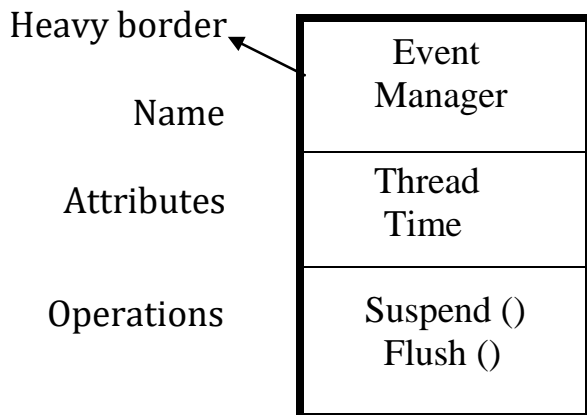 Heavy border
Event
Manager
Name
Thread
Time
Attributes
Suspend ()
Flush ()
Operations